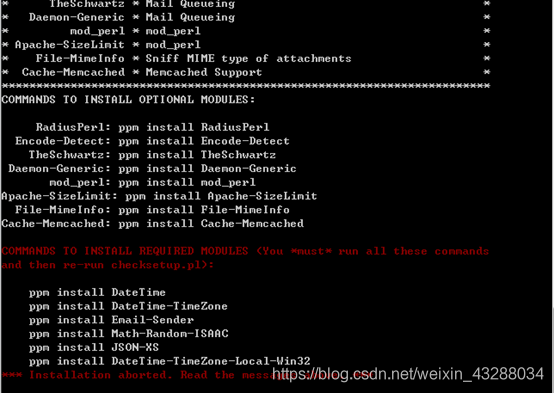 * TheSchwartz * Mail Queueing *
* Daemon-Generic * Mail Queueing *
* mod_perl * mod_perl *
* Apache-SizeLimit * mod_perl *
* File-MimeInfo * Sniff MIME type of attachments *
* Cache-Memcached * Memcached Support *
***********************************************************************
COMMANDS TO INSTALL OPTIONAL MODULES:
RadiusPerl: ppm install RadiusPerl
Encode-Detect: ppm install Encode-Detect
TheSchwartz: ppm install TheSchwartz
Daemon-Generic: ppm install Daemon-Generic
mod_perl: ppm install mod_perl
Apache-SizeLimit: ppm install Apache-SizeLimit
File-MimeInfo: ppm install File-MimeInfo
Cache-Memcached: ppm install Cache-Memcached
COMMANDS TO INSTALL REQUIRED MODULES (You *must* run all these commands
and then re-run checksetup.pl):
ppm install DateTime
ppm install DateTime-TimeZone
ppm install Email-Sender
ppm install Math-Random-ISAAC
ppm install JSON-XS
ppm install DateTime-TimeZone-Local-Win32
*** Installation aborted. Read the messages
https://blog.csdn.net/weixin_43288034